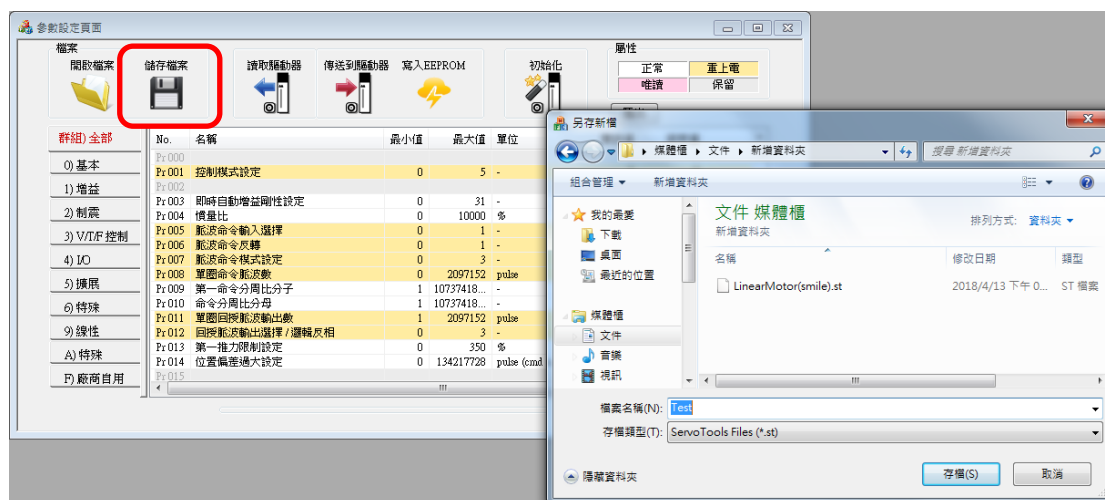 參數設定頁面
檔案
開啟檔案 儲存檔案 讀取驅動器 傳送到驅動器 寫入EEPROM 初始化
屬性
正常 重上電
唯讀 保留
群組) 全部
0) 基本
1) 增益
2) 制震
3) V/T/F 控制
4) I/O
5) 擴展
6) 特殊
9) 線性
A) 特殊
F) 廠商自用
No. 名稱 最小值 最大值 單位
Pr 000
Pr 001 控制模式設定 0 5 -
Pr 002
Pr 003 即時自動增益剛性設定 0 31 -
Pr 004 慣量比 0 10000 %
Pr 005 脈波命令輸入選擇 0 1 -
Pr 006 脈波命令反轉 0 1 -
Pr 007 脈波命令模式設定 0 3 -
Pr 008 單圈命令脈波數 0 2097152 pulse
Pr 009 第一命令分周比分子 1 10737418... -
Pr 010 命令分周比分母 1 10737418... -
Pr 011 單圈回授脈波輸出數 1 2097152 pulse
Pr 012 回授脈波輸出選擇 / 邏輯反相 0 3 -
Pr 013 第一推力限制設定 0 350 %
Pr 014 位置偏差過大設定 0 134217728 pulse (cmd
Pr 015
另存新檔
媒體櫃 ▸ 文件 ▸ 新增資料夾
搜尋 新增資料夾
組合管理 新增資料夾
我的最愛
下載
桌面
最近的位置
媒體櫃
文件
音樂
視訊
文件 媒體櫃
新增資料夾
排列方式: 資料夾
名稱 修改日期 類型
LinearMotor(smile).st 2018/4/13 下午 0... ST 檔案
檔案名稱(N): Test
存檔類型(T): ServoTools Files (*.st)
隱藏資料夾
存檔(S) 取消